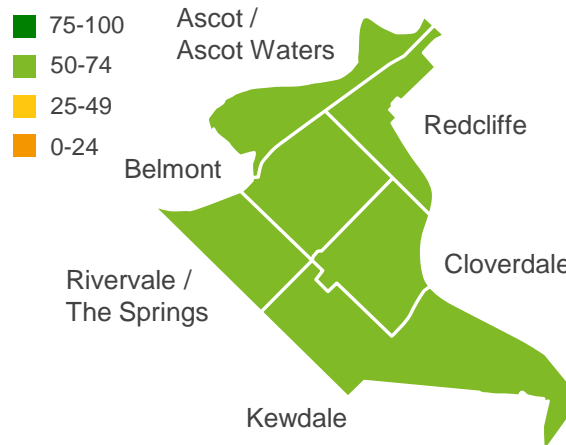 75-100
50-74
25-49
0-24
Ascot /
Ascot Waters
Redcliffe
Belmont
Cloverdale
Rivervale /
The Springs
Kewdale